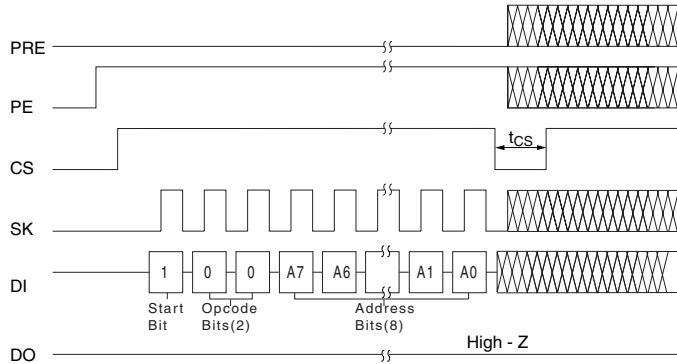 PRE
PE
CS
tCS
SK
DI
1 0 0 A7 A6 A1 A0
Start Bit
Opcode Bits(2)
Address Bits(8)
High - Z
DO